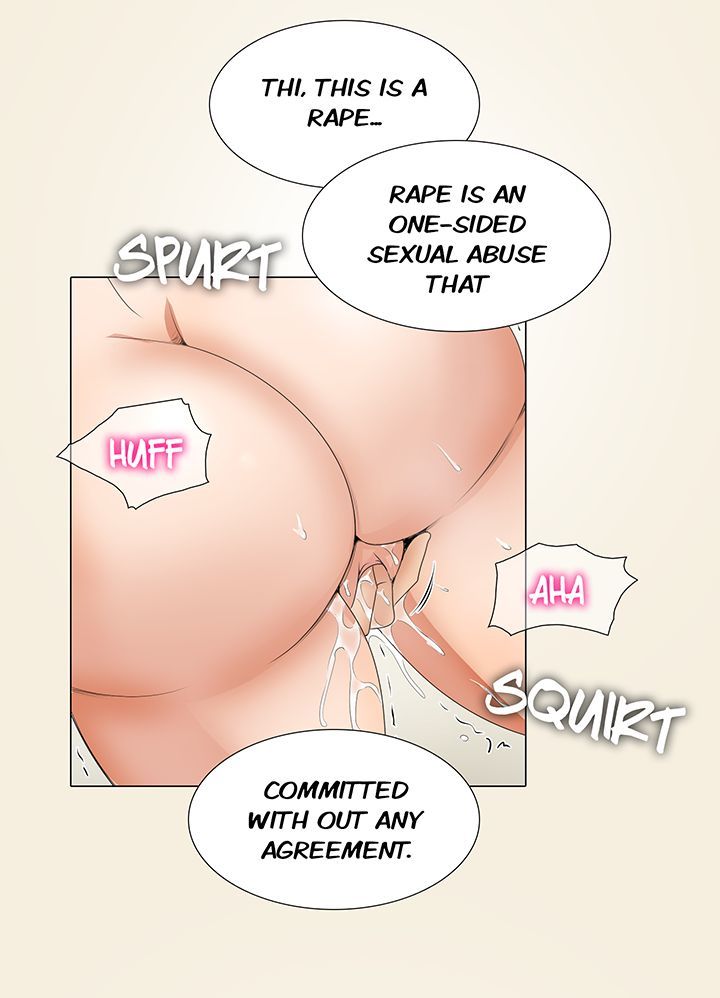 THI, THIS IS A
RAPE...
RAPE IS AN
ONE-SIDED
SEXUAL ABUSE
THAT
SPURT
HUFF
AHA
SQUIRT
COMMITTED
WITH OUT ANY
AGREEMENT.